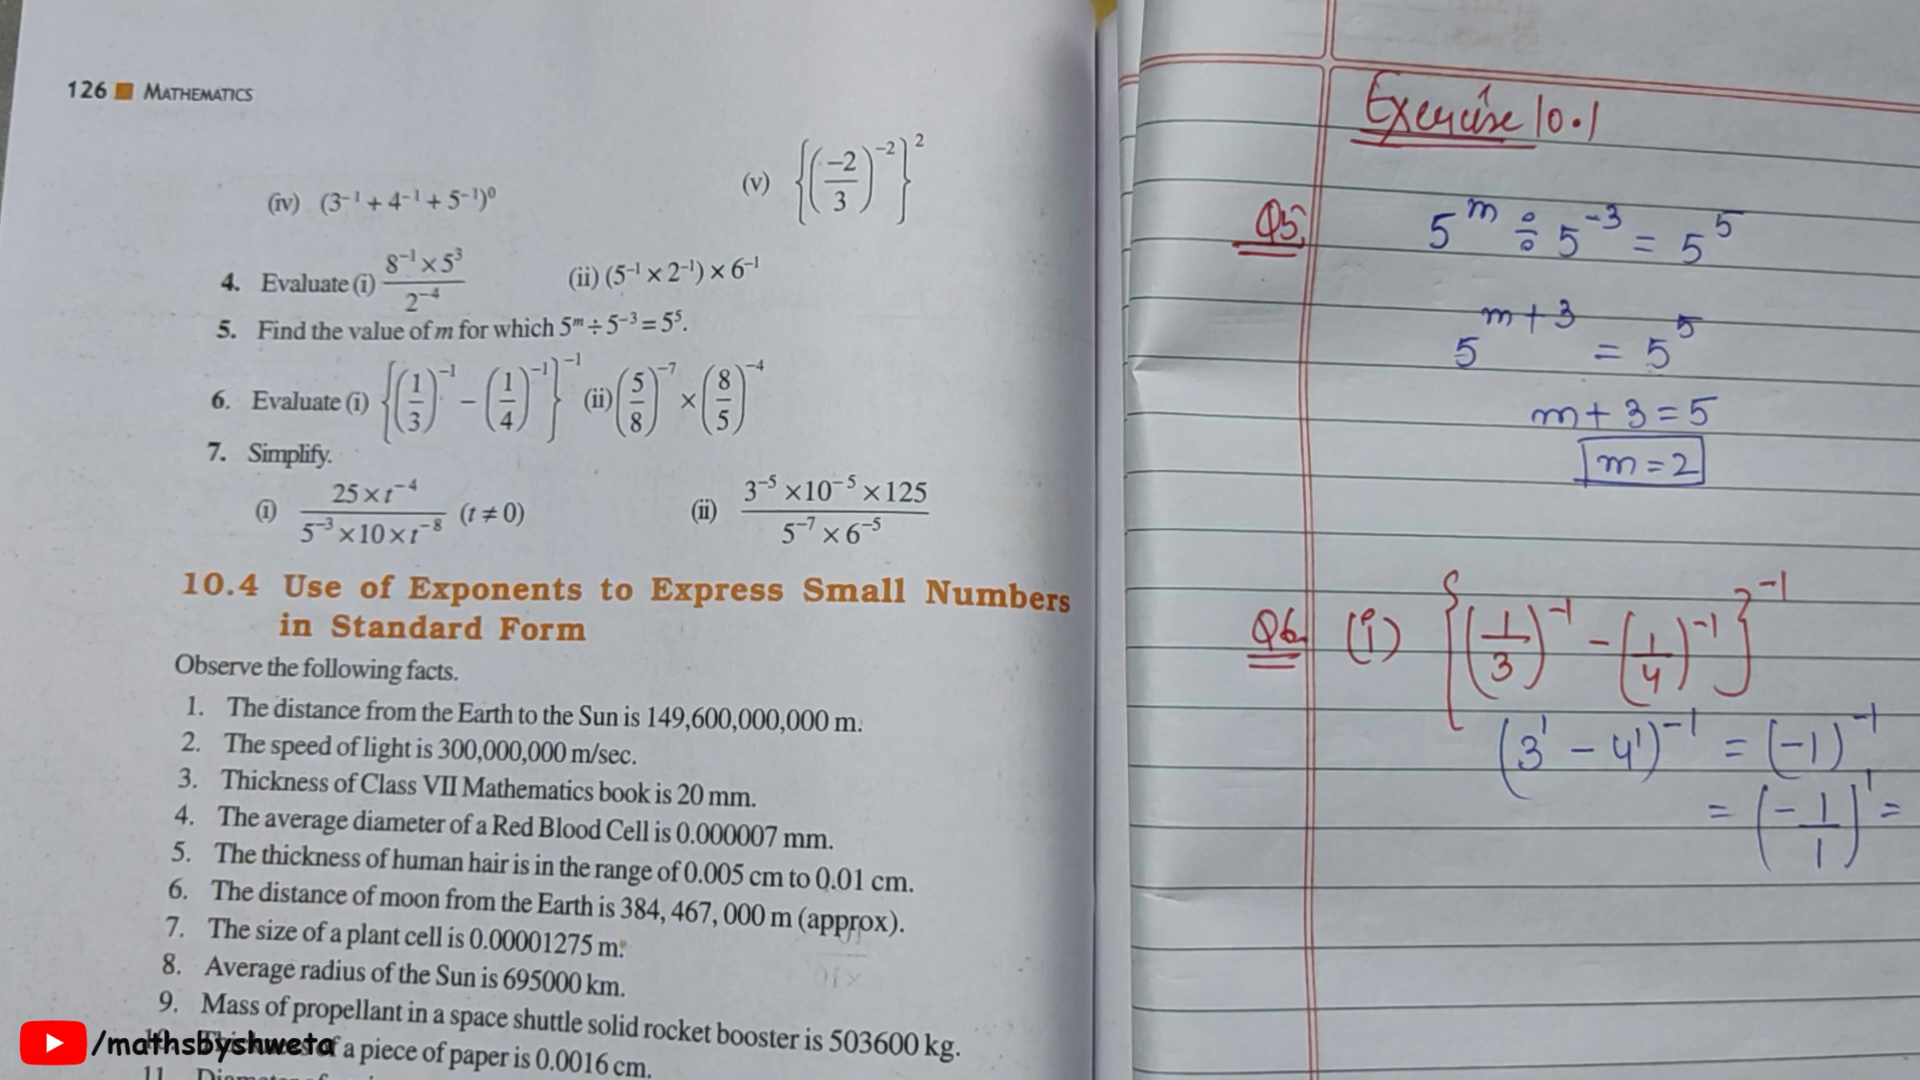 126 MATHEMATICS
(iv) (3⁻¹ + 4⁻¹ + 5⁻¹)⁰ (v) {(-2/3)⁻²}²
4. Evaluate (i) (8⁻¹ × 5³)/2⁻⁴ (ii) (5⁻¹ × 2⁻¹) × 6⁻¹
5. Find the value of m for which 5ᵐ ÷ 5⁻³ = 5⁵.
6. Evaluate (i) {(1/3)⁻¹ – (1/4)⁻¹}⁻¹ (ii) (5/8)⁻⁷ × (8/5)⁻⁴
7. Simplify.
(i) (25 × t⁻⁴)/(5⁻³ × 10 × t⁻⁸) (t ≠ 0) (ii) (3⁻⁵ × 10⁻⁵ × 125)/(5⁻⁷ × 6⁻⁵)
10.4 Use of Exponents to Express Small Numbers
in Standard Form
Observe the following facts.
1. The distance from the Earth to the Sun is 149,600,000,000 m.
2. The speed of light is 300,000,000 m/sec.
3. Thickness of Class VII Mathematics book is 20 mm.
4. The average diameter of a Red Blood Cell is 0.000007 mm.
5. The thickness of human hair is in the range of 0.005 cm to 0.01 cm.
6. The distance of moon from the Earth is 384, 467, 000 m (approx).
7. The size of a plant cell is 0.00001275 m.
8. Average radius of the Sun is 695000 km.
9. Mass of propellant in a space shuttle solid rocket booster is 503600 kg.
of a piece of paper is 0.0016 cm.
11.
/mathsbyshweta
Exercise 10.1
Q5. 5ᵐ ÷ 5⁻³ = 5⁵
5ᵐ⁺³ = 5⁵
m + 3 = 5
m = 2
Q6. (i) {(1/3)⁻¹ – (1/4)⁻¹}⁻¹
(3¹ – 4¹)⁻¹ = (-1)⁻¹
= (-1/1)¹ =